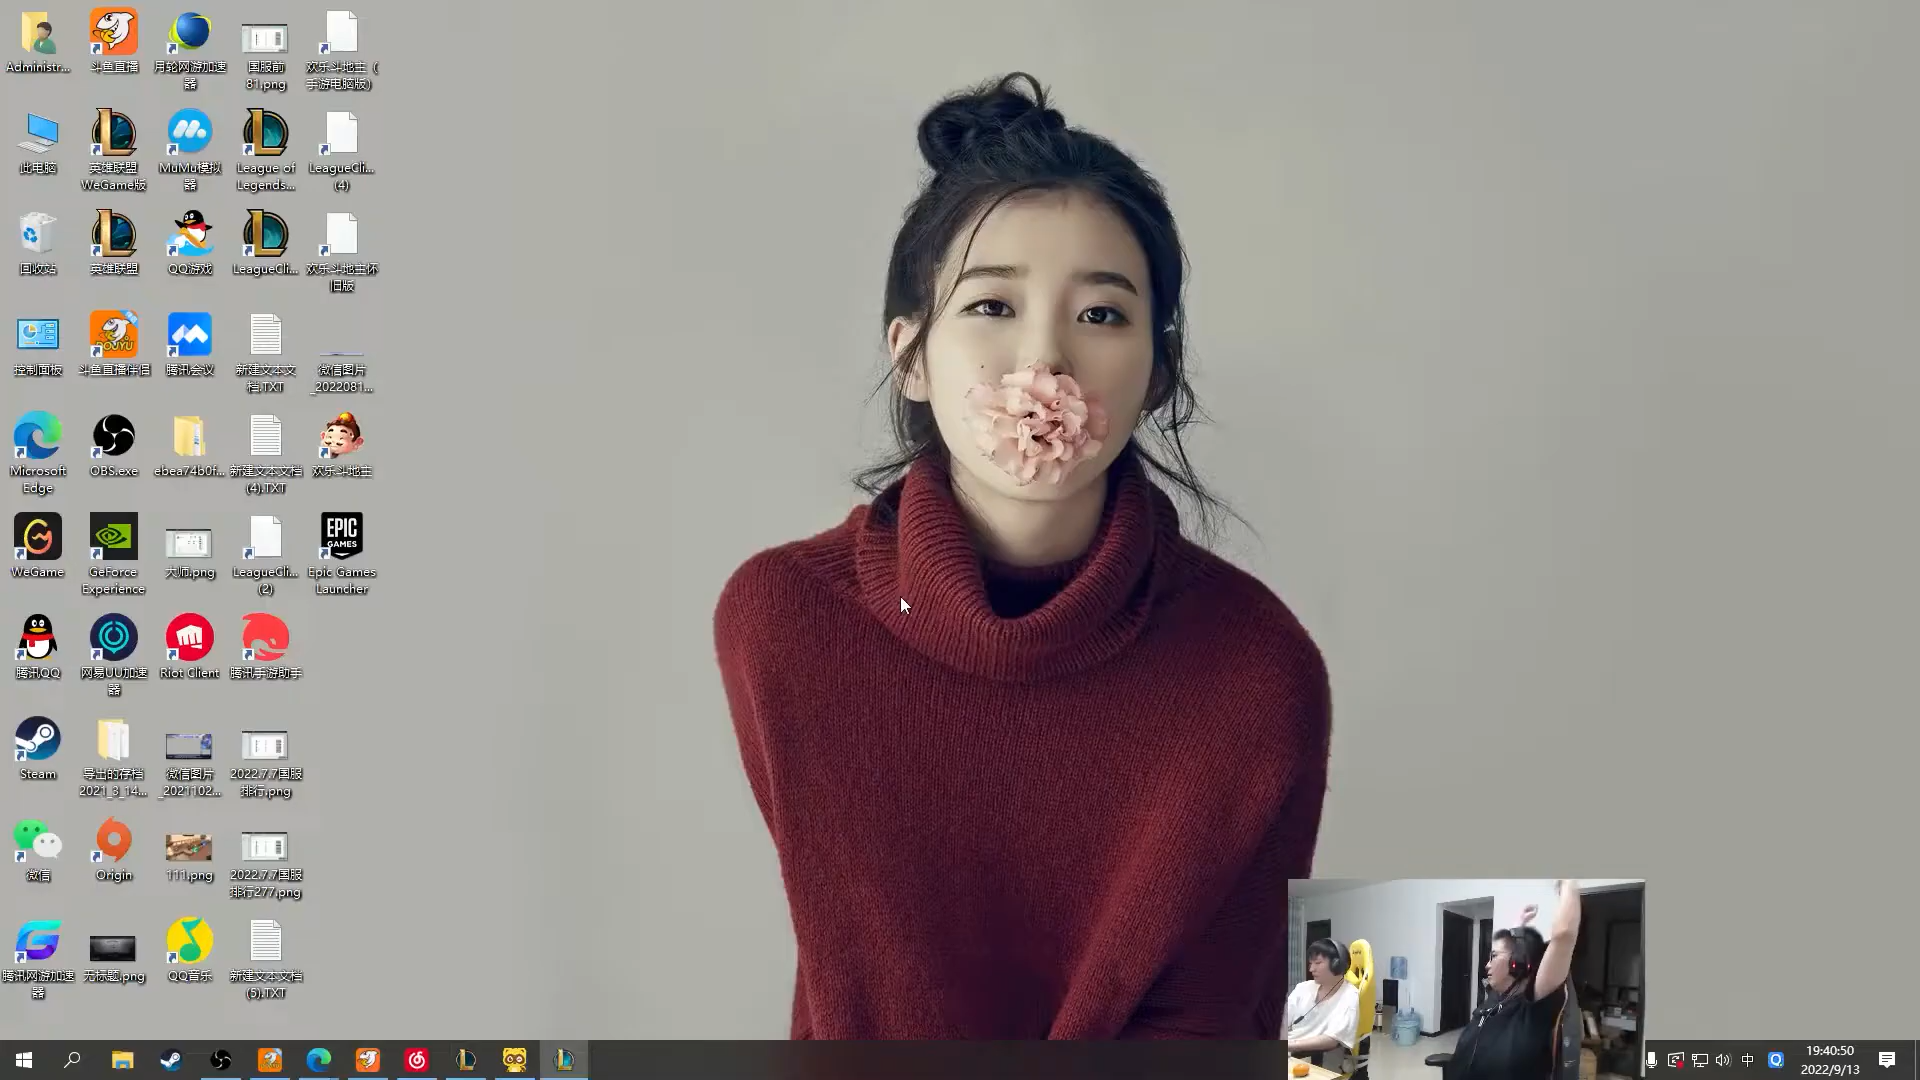 Administr...
斗鱼直播
月轮网游加速
器
国服前
81.png
欢乐斗地主（
手游电脑版)
此电脑
英雄联盟
WeGame版
MuMu模拟
器
League of
Legends...
LeagueCli...
(4)
回收站
英雄联盟
QQ游戏
LeagueCli...
欢乐斗地主怀
旧版
控制面板
DOUYU
斗鱼直播伴侣
腾讯会议
新建文本文
档.TXT
微信图片
_2022081...
Microsoft
Edge
OBS.exe
ebea74b0f...
新建文本文档
(4).TXT
欢乐斗地主
WeGame
GeForce
Experience
大师.png
LeagueCli...
(2)
EPIC
GAMES
Epic Games
Launcher
腾讯QQ
网易UU加速
器
Riot Client
腾讯手游助手
Steam
导出的存档
2021_3_14...
微信图片
_2021102...
2022.7.7国服
排行.png
微信
Origin
111.png
2022.7.7国服
排行277.png
腾讯网游加速
器
无标题.png
QQ音乐
新建文本文档
(5).TXT
中
19:40:50
2022/9/13